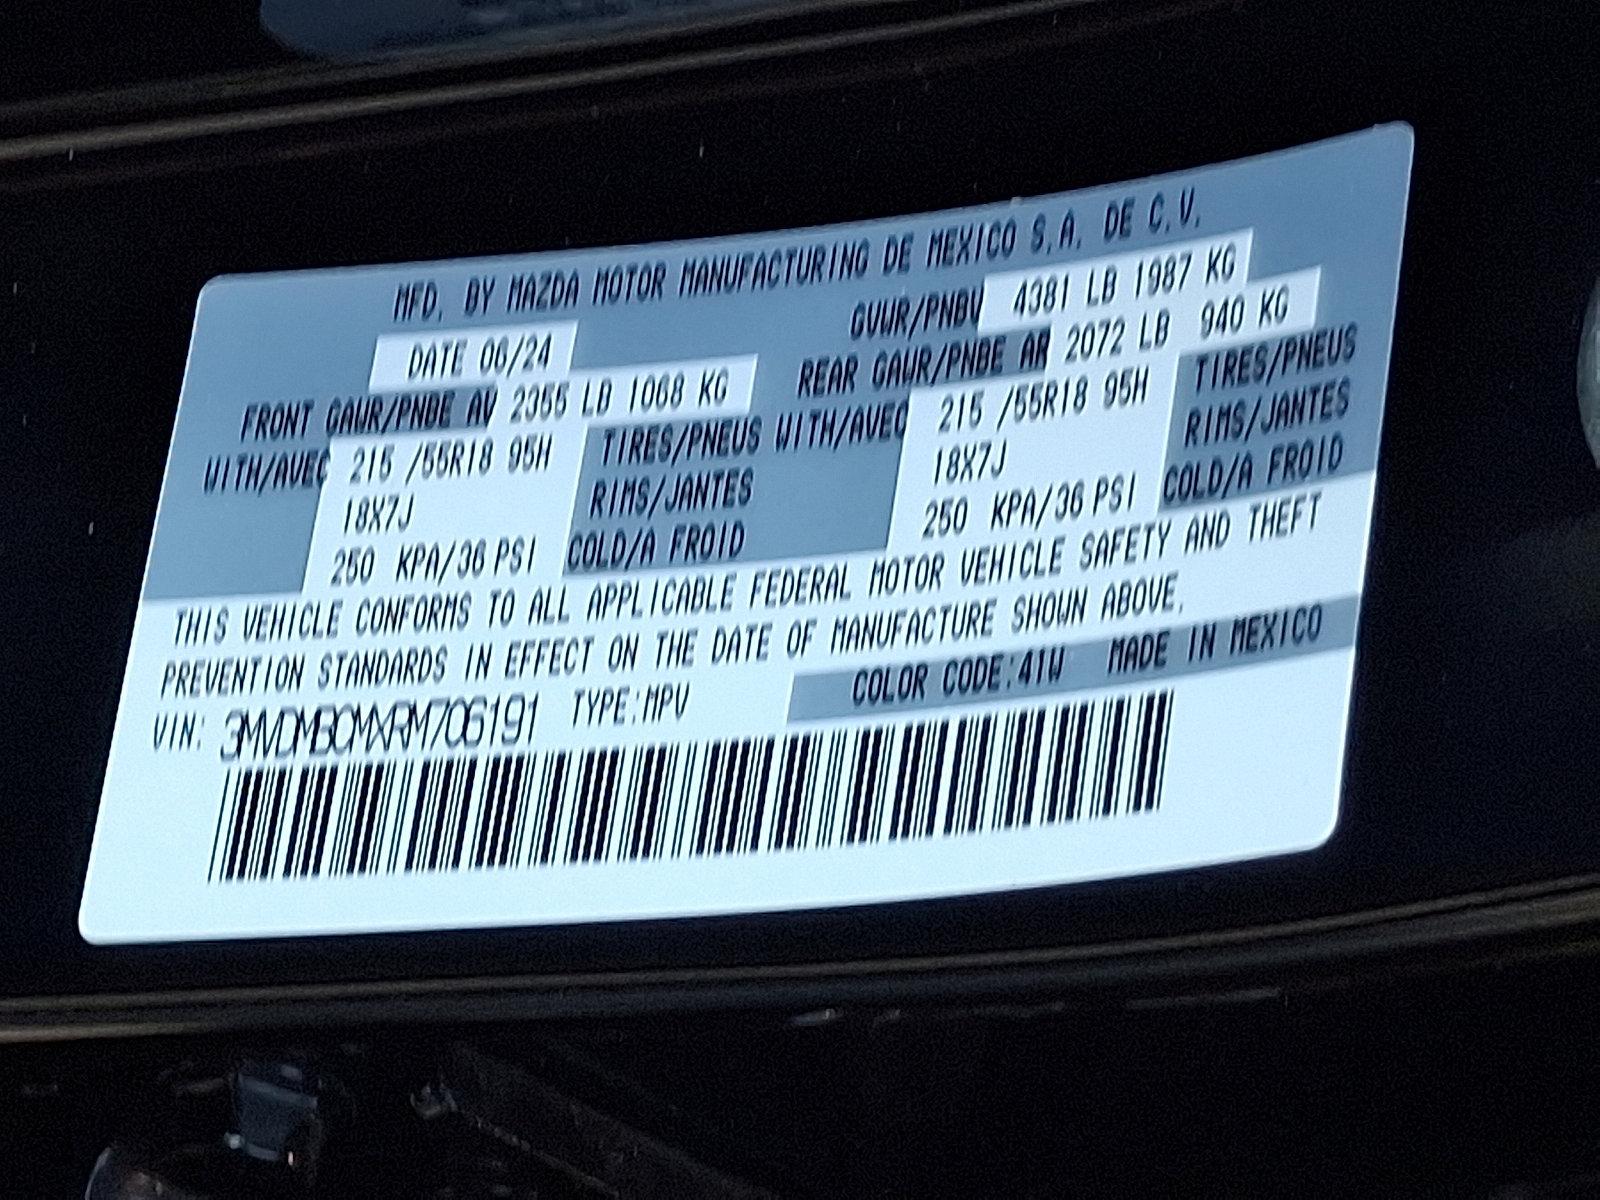 MFD. BY MAZDA MOTOR MANUFACTURING DE MEXICO S.A. DE C.V.
DATE 06/24 GVWR/PNBV 4381 LB 1987 KG
FRONT GAWR/PNBE AV 2355 LB 1068 KG REAR GAWR/PNBE AR 2072 LB 940 KG
WITH/AVEC 215 /55R18 95H TIRES/PNEUS WITH/AVEC 215 /55R18 95H TIRES/PNEUS
18X7J RIMS/JANTES 18X7J RIMS/JANTES
250 KPA/36 PSI COLD/A FROID 250 KPA/36 PSI COLD/A FROID
THIS VEHICLE CONFORMS TO ALL APPLICABLE FEDERAL MOTOR VEHICLE SAFETY AND THEFT
PREVENTION STANDARDS IN EFFECT ON THE DATE OF MANUFACTURE SHOWN ABOVE.
VIN: 3MVDMBCMXRM706191 TYPE:MPV COLOR CODE:41W MADE IN MEXICO